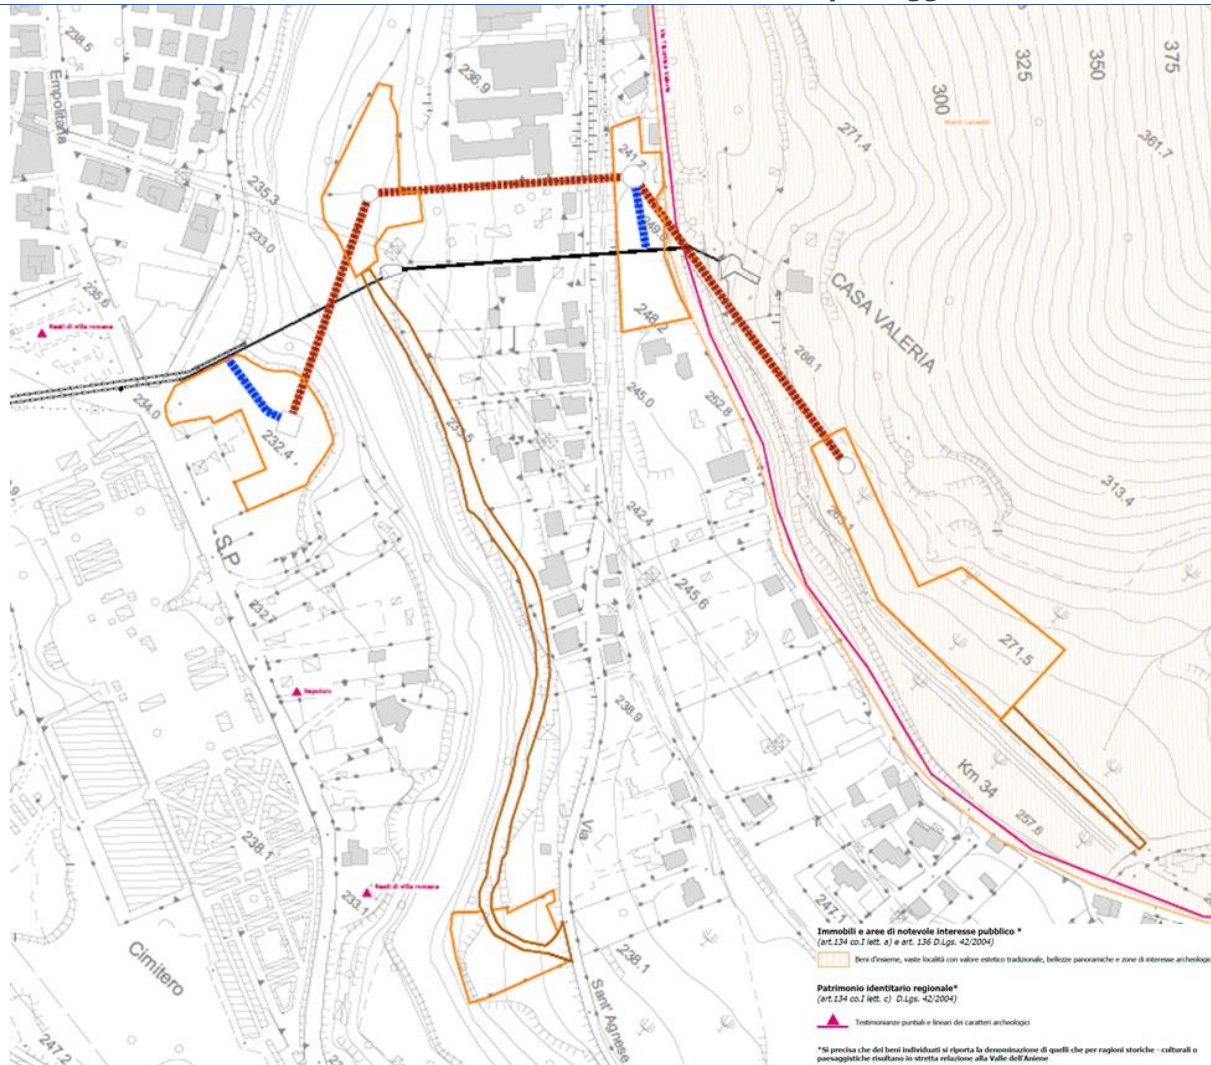 238.5
Empolitana
236.9
375
350
325
300
Monti Lucretili
361.7
271.4
241.2
235.3
233.0
235.6
Resti di villa romana
248.2
CASA VALERIA
266.1
234.0
232.4
245.0
252.8
313.4
242.4
S.P
245.6
271.5
Sepolcro
238.9
Km 34
257.6
Via
238.1
Resti di villa romana
233.1
247.1
Cimitero
238.1
Sant' Agnese
247.2
Immobili e aree di notevole interesse pubblico *
(art.134 co.I lett. a) e art. 136 D.Lgs. 42/2004)
Beni d'insieme, vaste località con valore estetico tradizionale, bellezze panoramiche e zone di interesse archeologic
Patrimonio identitario regionale*
(art.134 co.I lett. c) D.Lgs. 42/2004)
Testimonianze puntiali e lineari dei caratteri archeologici
*Si precisa che dei beni individuati si riporta la denominazione di quelli che per ragioni storiche - culturali o
paesaggistiche risultano in stretta relazione alla Valle dell'Aniene